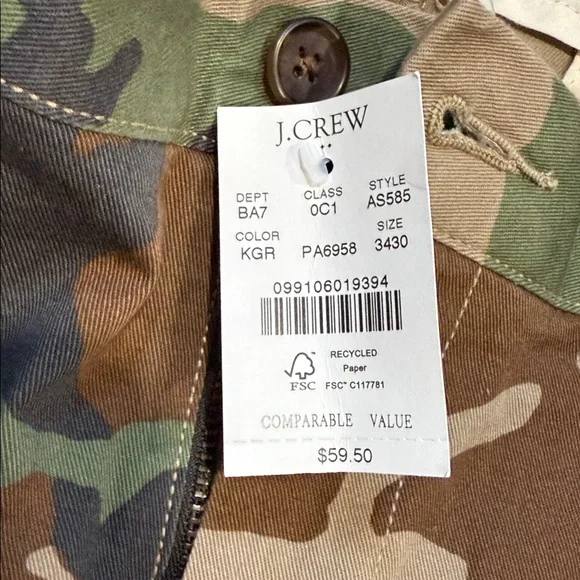 J.CREW
DEPT CLASS STYLE
BA7 0C1 AS585
COLOR SIZE
KGR PA6958 3430
099106019394
RECYCLED
Paper
FSC FSC™ C117781
COMPARABLE VALUE
$59.50